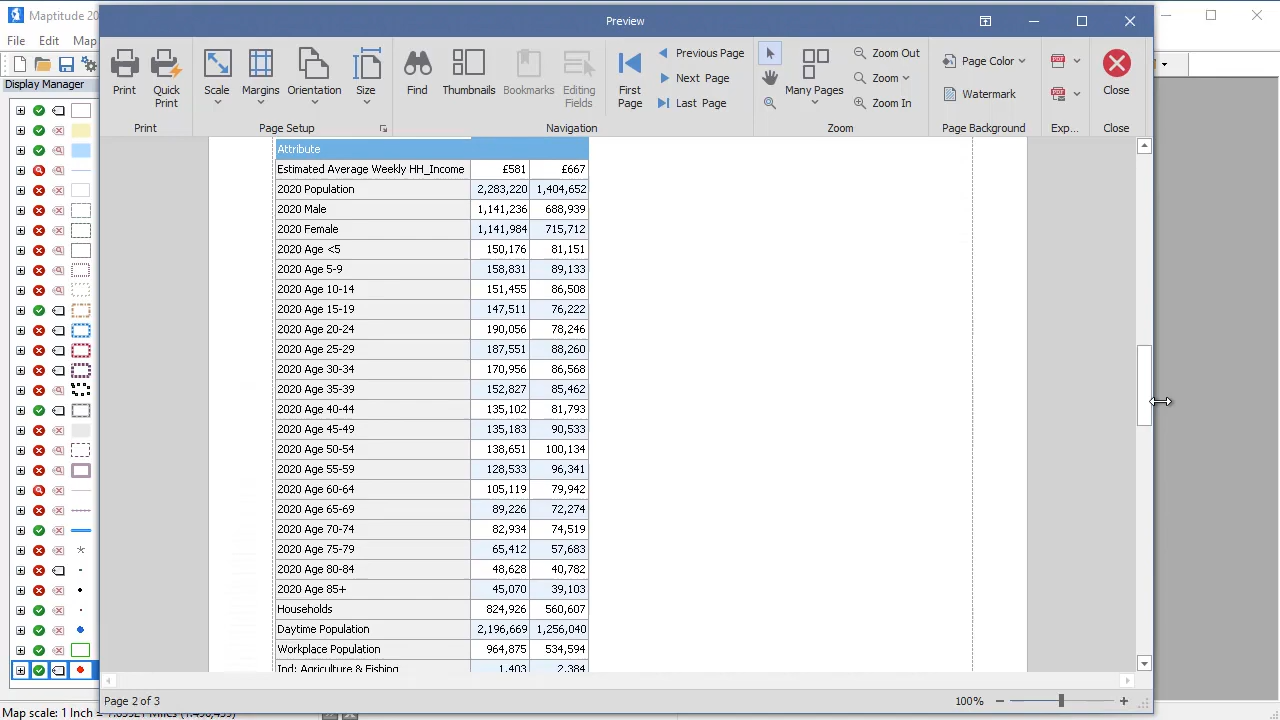 Maptitude 20
Preview
File Edit Map
Print
Quick Print
Scale
Margins
Orientation
Size
Find
Thumbnails
Bookmarks
Editing Fields
First Page
Previous Page
Next Page
Last Page
Many Pages
Zoom Out
Zoom
Zoom In
Page Color
Watermark
PDF
PDF
Close
Print
Page Setup
Navigation
Zoom
Page Background
Exp...
Close
Display Manager
Attribute
Estimated Average Weekly HH_Income £581 £667
2020 Population 2,283,220 1,404,652
2020 Male 1,141,236 688,939
2020 Female 1,141,984 715,712
2020 Age <5 150,176 81,151
2020 Age 5-9 158,831 89,133
2020 Age 10-14 151,455 86,508
2020 Age 15-19 147,511 76,222
2020 Age 20-24 190,056 78,246
2020 Age 25-29 187,551 88,260
2020 Age 30-34 170,956 86,568
2020 Age 35-39 152,827 85,462
2020 Age 40-44 135,102 81,793
2020 Age 45-49 135,183 90,533
2020 Age 50-54 138,651 100,134
2020 Age 55-59 128,533 96,341
2020 Age 60-64 105,119 79,942
2020 Age 65-69 89,226 72,274
2020 Age 70-74 82,934 74,519
2020 Age 75-79 65,412 57,683
2020 Age 80-84 48,628 40,782
2020 Age 85+ 45,070 39,103
Households 824,926 560,607
Daytime Population 2,196,669 1,256,040
Workplace Population 964,875 534,594
Ind: Agriculture & Fishing 1,403 2,384
Page 2 of 3
100%
Map scale: 1 Inch =